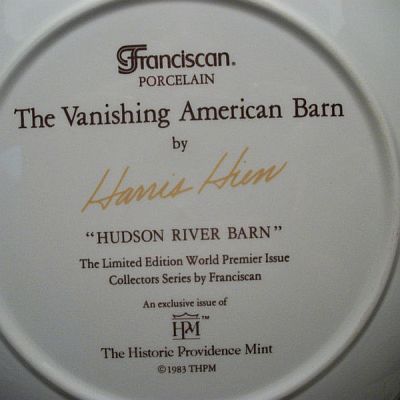 Franciscan®
PORCELAIN
The Vanishing American Barn
by
Harris Hien
"HUDSON RIVER BARN"
The Limited Edition World Premier Issue
Collectors Series by Franciscan
An exclusive issue of
HPM™
The Historic Providence Mint
©1983 THPM